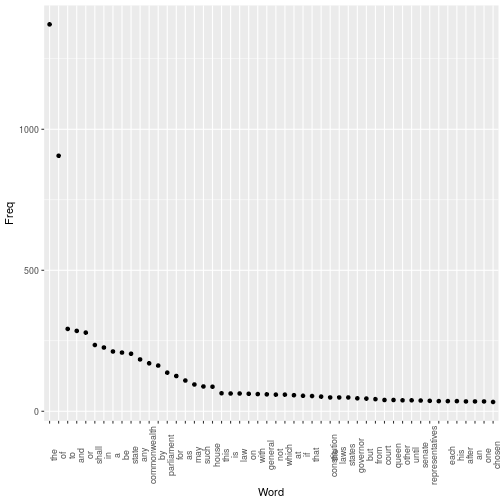 Freq
1000
500
0
the
of
to
and
or
shall
in
a
be
state
any
commonwealth
by
parliament
for
as
may
such
house
this
is
law
on
with
general
not
which
at
if
that
constitution
laws
states
governor
but
from
court
queen
other
until
senate
representatives
each
his
after
an
one
chosen
Word